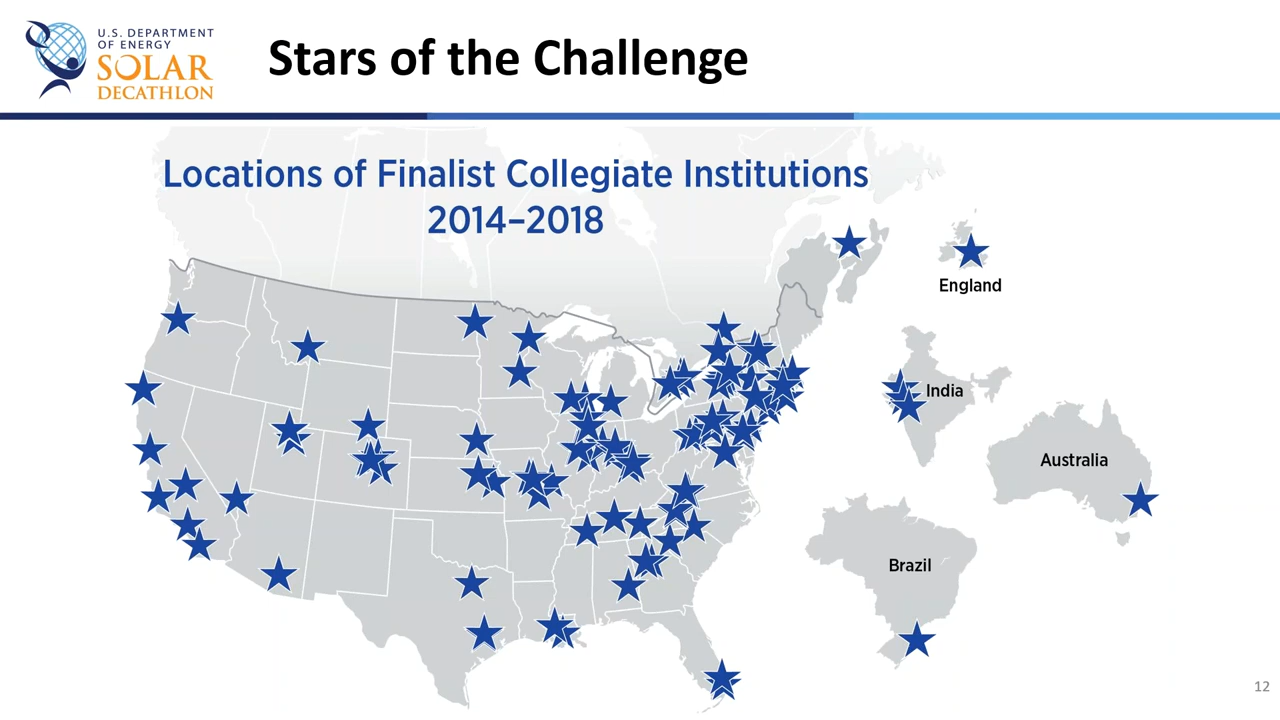 U.S. DEPARTMENT
OF ENERGY
SOLAR
DECATHLON
Stars of the Challenge
Locations of Finalist Collegiate Institutions
2014–2018
England
India
Australia
Brazil
12